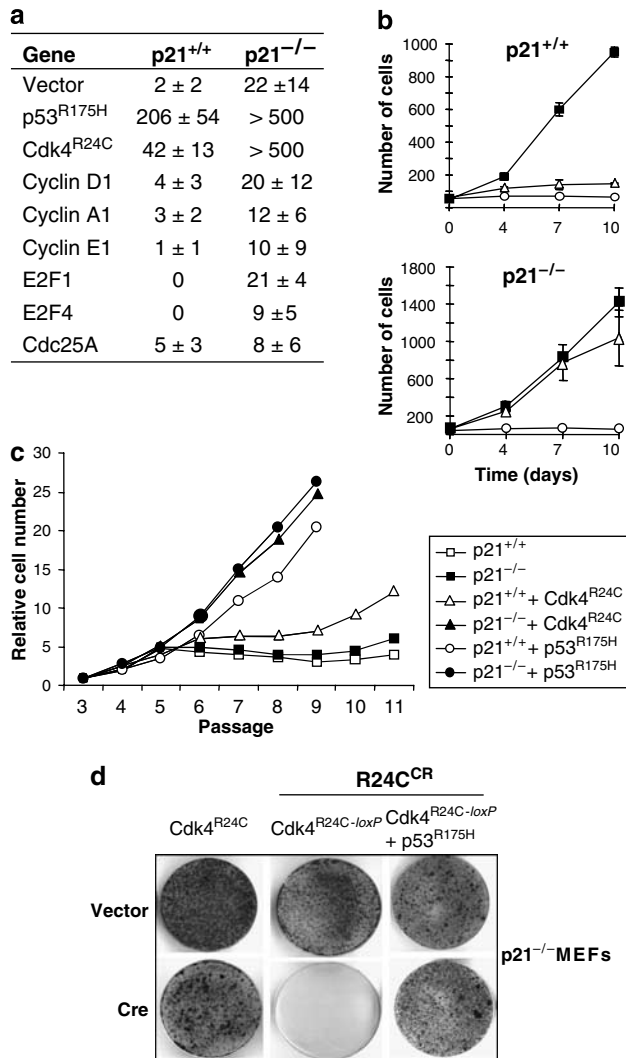 a
Gene p21+/+ p21−/−
Vector 2 ± 2 22 ±14
p53R175H 206 ± 54 > 500
Cdk4R24C 42 ± 13 > 500
Cyclin D1 4 ± 3 20 ± 12
Cyclin A1 3 ± 2 12 ± 6
Cyclin E1 1 ± 1 10 ± 9
E2F1 0 21 ± 4
E2F4 0 9 ±5
Cdc25A 5 ± 3 8 ± 6
b
p21+/+
Number of cells
1000
800
600
400
200
0 4 7 10
p21−/−
Number of cells
1800
1400
1000
600
200
0 4 7 10
Time (days)
c
Relative cell number
30
25
20
15
10
5
0
3 4 5 6 7 8 9 10 11
Passage
p21+/+
p21−/−
p21+/+ + Cdk4R24C
p21−/− + Cdk4R24C
p21+/+ + p53R175H
p21−/− + p53R175H
d
R24CCR
Cdk4R24C Cdk4R24C-loxP Cdk4R24C-loxP
+ p53R175H
Vector
Cre
p21−/− MEFs